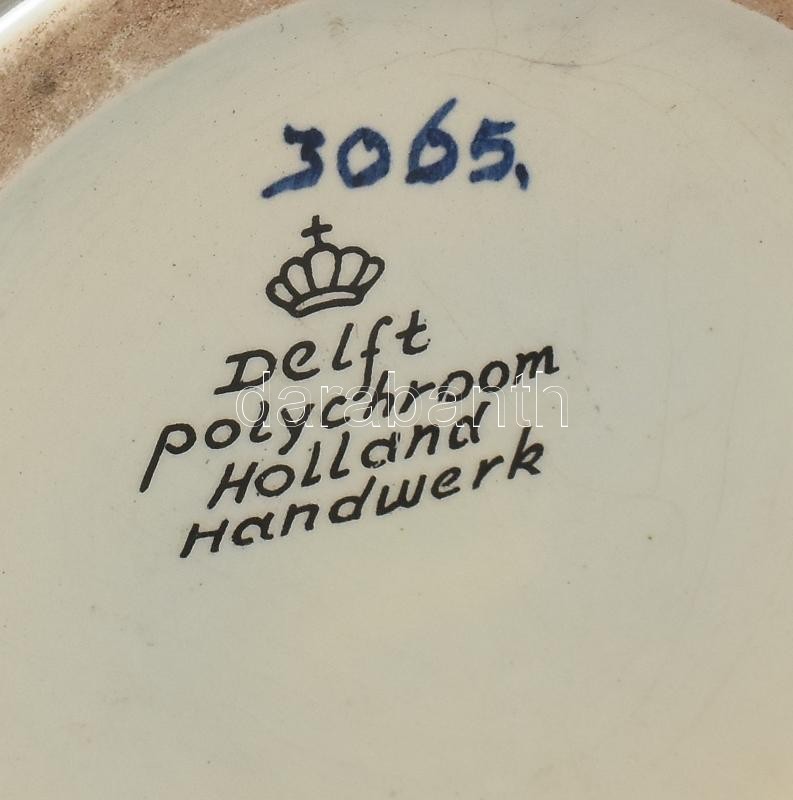 3065.
Delft
polychroom
darabanth
Holland
Handwerk